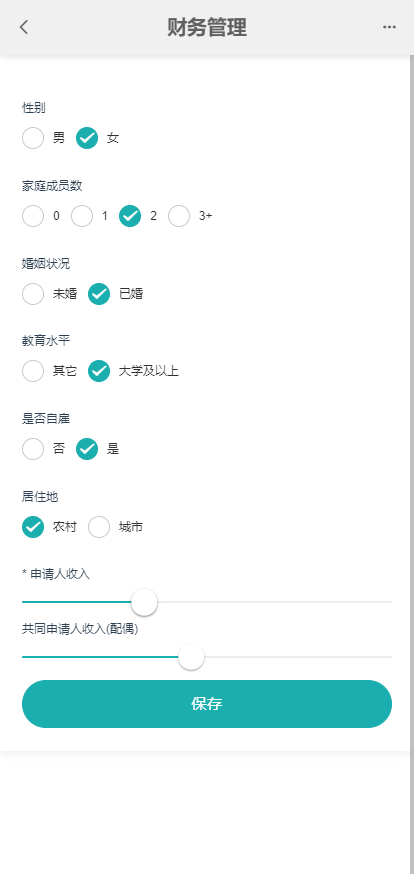 财务管理
性别
男 女
家庭成员数
0 1 2 3+
婚姻状况
未婚 已婚
教育水平
其它 大学及以上
是否自雇
否 是
居住地
农村 城市
* 申请人收入
共同申请人收入(配偶)
保存